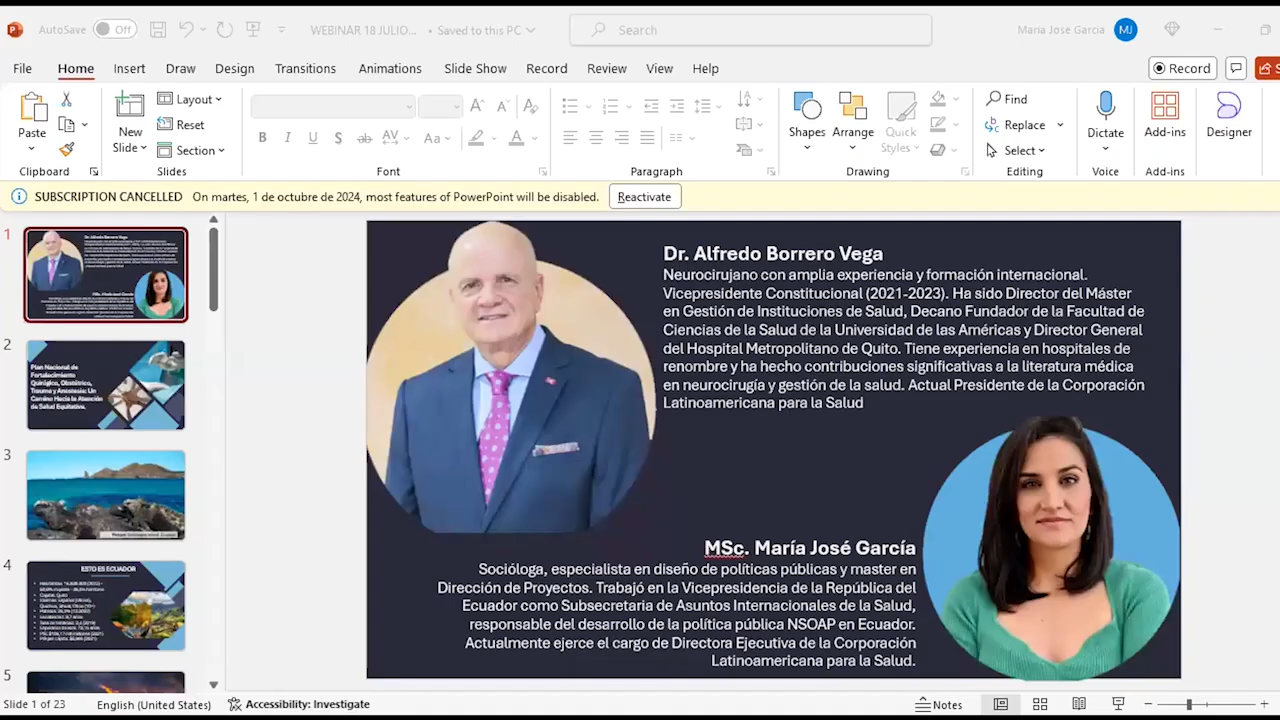 AutoSave Off WEBINAR 18 JULIO... • Saved to this PC Search Maria Jose Garcia MJ
File Home Insert Draw Design Transitions Animations Slide Show Record Review View Help Record
Paste New Slide Layout Reset Section Shapes Arrange Quick Styles Find Replace Select Dictate Add-ins Designer
Clipboard Slides Font Paragraph Drawing Editing Voice Add-ins
SUBSCRIPTION CANCELLED On martes, 1 de octubre de 2024, most features of PowerPoint will be disabled. Reactivate
1
2
Plan Nacional de
Fortalecimiento
Quirúgico, Obstétrico,
Trauma y Anestesia: Un
Camino Hacia la Atención
de Salud Equitativa.
3
4
ESTO ES ECUADOR
5
Dr. Alfredo Borrero Vega
Neurocirujano con amplia experiencia y formación internacional.
Vicepresidente Constitucional (2021-2023). Ha sido Director del Máster
en Gestión de Instituciones de Salud, Decano Fundador de la Facultad de
Ciencias de la Salud de la Universidad de las Américas y Director General
del Hospital Metropolitano de Quito. Tiene experiencia en hospitales de
renombre y ha hecho contribuciones significativas a la literatura médica
en neurocirugía y gestión de la salud. Actual Presidente de la Corporación
Latinoamericana para la Salud
MSc. María José García
Socióloga, especialista en diseño de políticas públicas y master en
Dirección de Proyectos. Trabajó en la Vicepresidencia de la República del
Ecuador como Subsecretaria de Asuntos Internacionales de la Salud,
responsable del desarrollo de la política pública NSOAP en Ecuador.
Actualmente ejerce el cargo de Directora Ejecutiva de la Corporación
Latinoamericana para la Salud.
Slide 1 of 23 English (United States) Accessibility: Investigate Notes